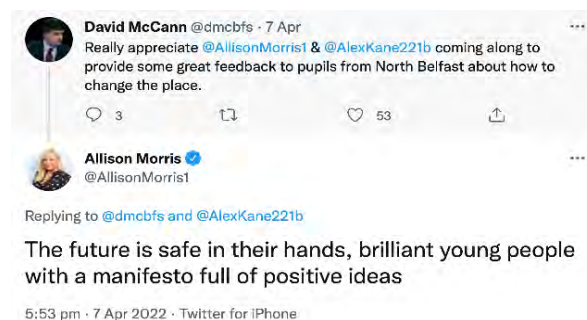 David McCann @dmcbfs · 7 Apr
Really appreciate @AllisonMorris1 & @AlexKane221b coming along to
provide some great feedback to pupils from North Belfast about how to
change the place.
3 53
Allison Morris
@AllisonMorris1
Replying to @dmcbfs and @AlexKane221b
The future is safe in their hands, brilliant young people
with a manifesto full of positive ideas
5:53 pm · 7 Apr 2022 · Twitter for iPhone